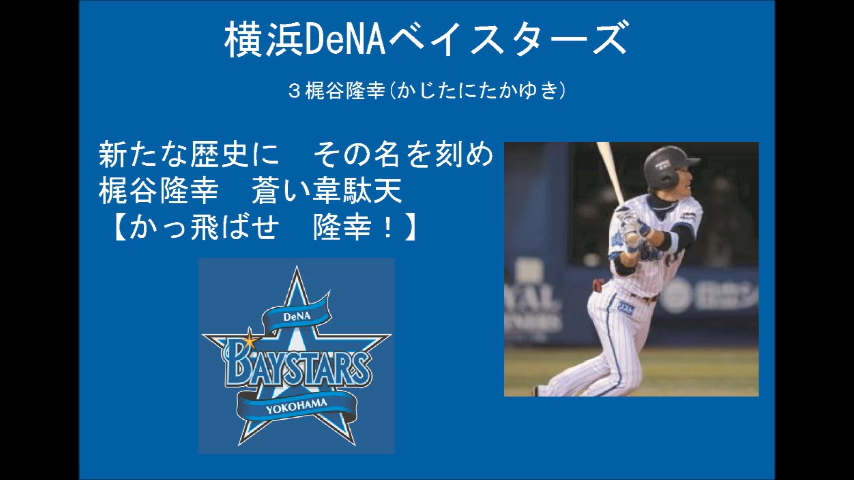 横浜DeNAベイスターズ
３梶谷隆幸(かじたにたかゆき)
新たな歴史に　その名を刻め
梶谷隆幸　蒼い韋駄天
【かっ飛ばせ　隆幸！】
DeNA
BAYSTARS
YOKOHAMA